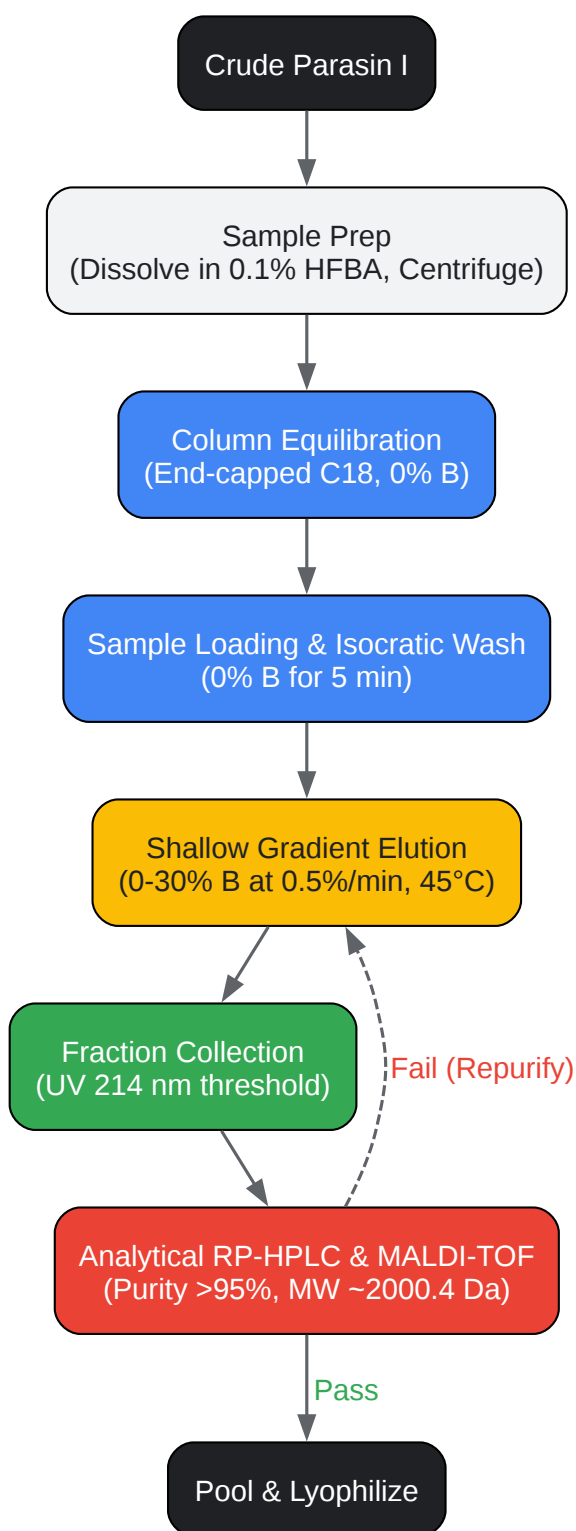 Crude Parasin I
Sample Prep
(Dissolve in 0.1% HFBA, Centrifuge)
Column Equilibration
(End-capped C18, 0% B)
Sample Loading & Isocratic Wash
(0% B for 5 min)
Shallow Gradient Elution
(0-30% B at 0.5%/min, 45°C)
Fraction Collection
(UV 214 nm threshold)
Fail (Repurify)
Analytical RP-HPLC & MALDI-TOF
(Purity >95%, MW ~2000.4 Da)
Pass
Pool & Lyophilize